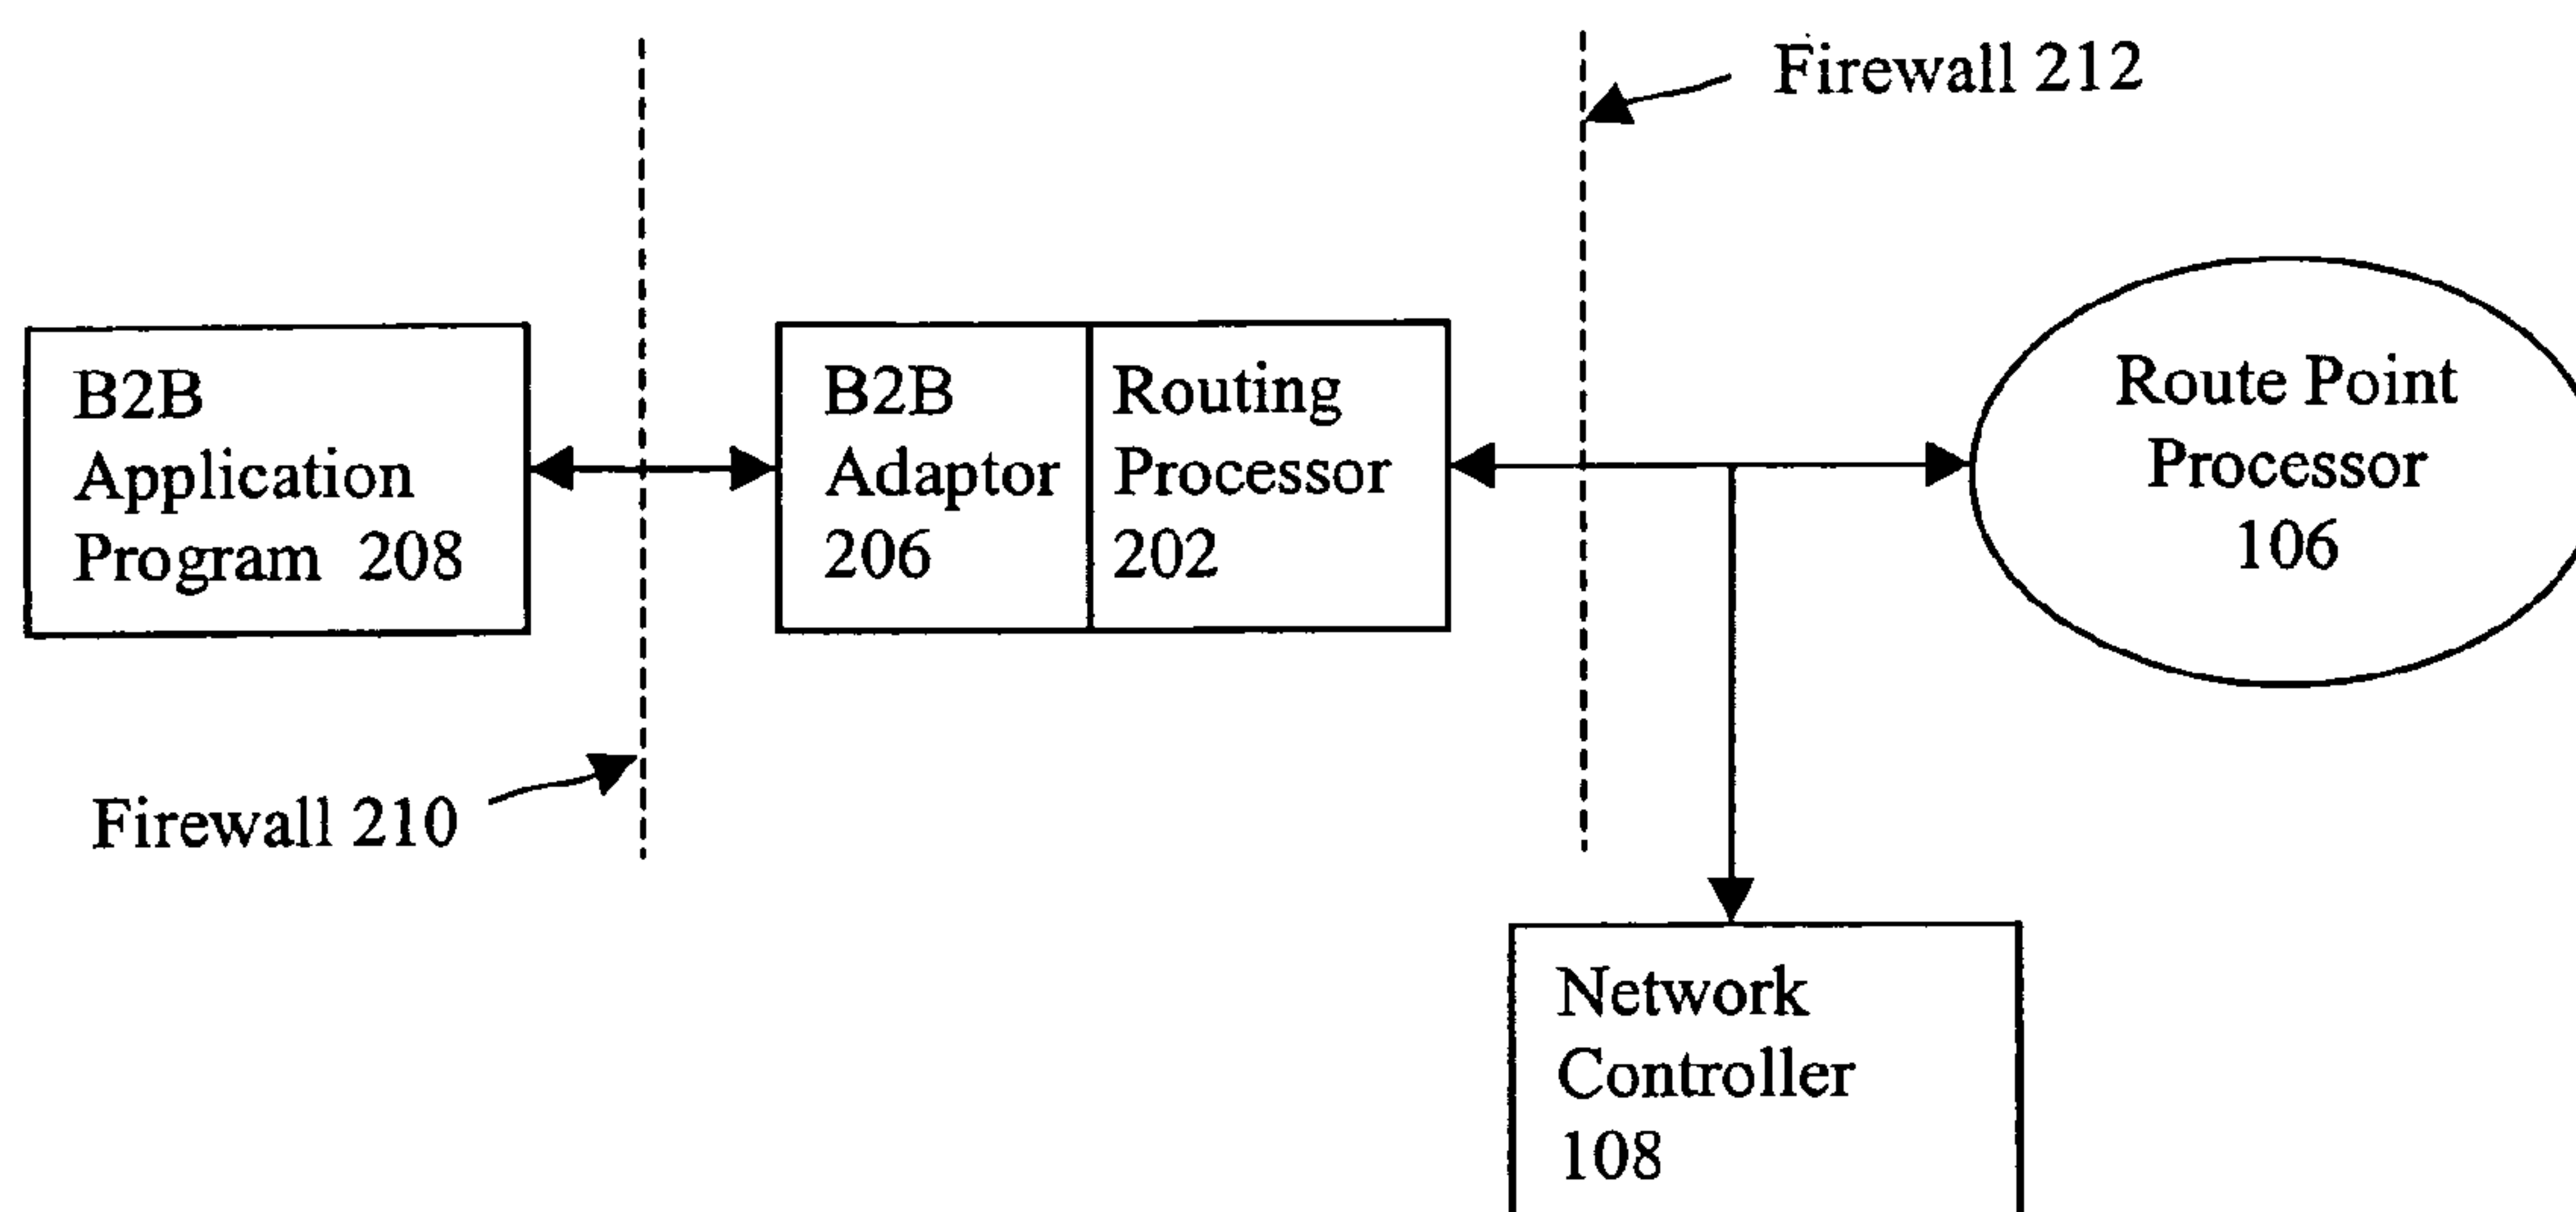 Firewall 212
B2B
Application
Program 208
B2B
Adaptor
206
Routing
Processor
202
Route Point
Processor
106
Firewall 210
Network
Controller
108